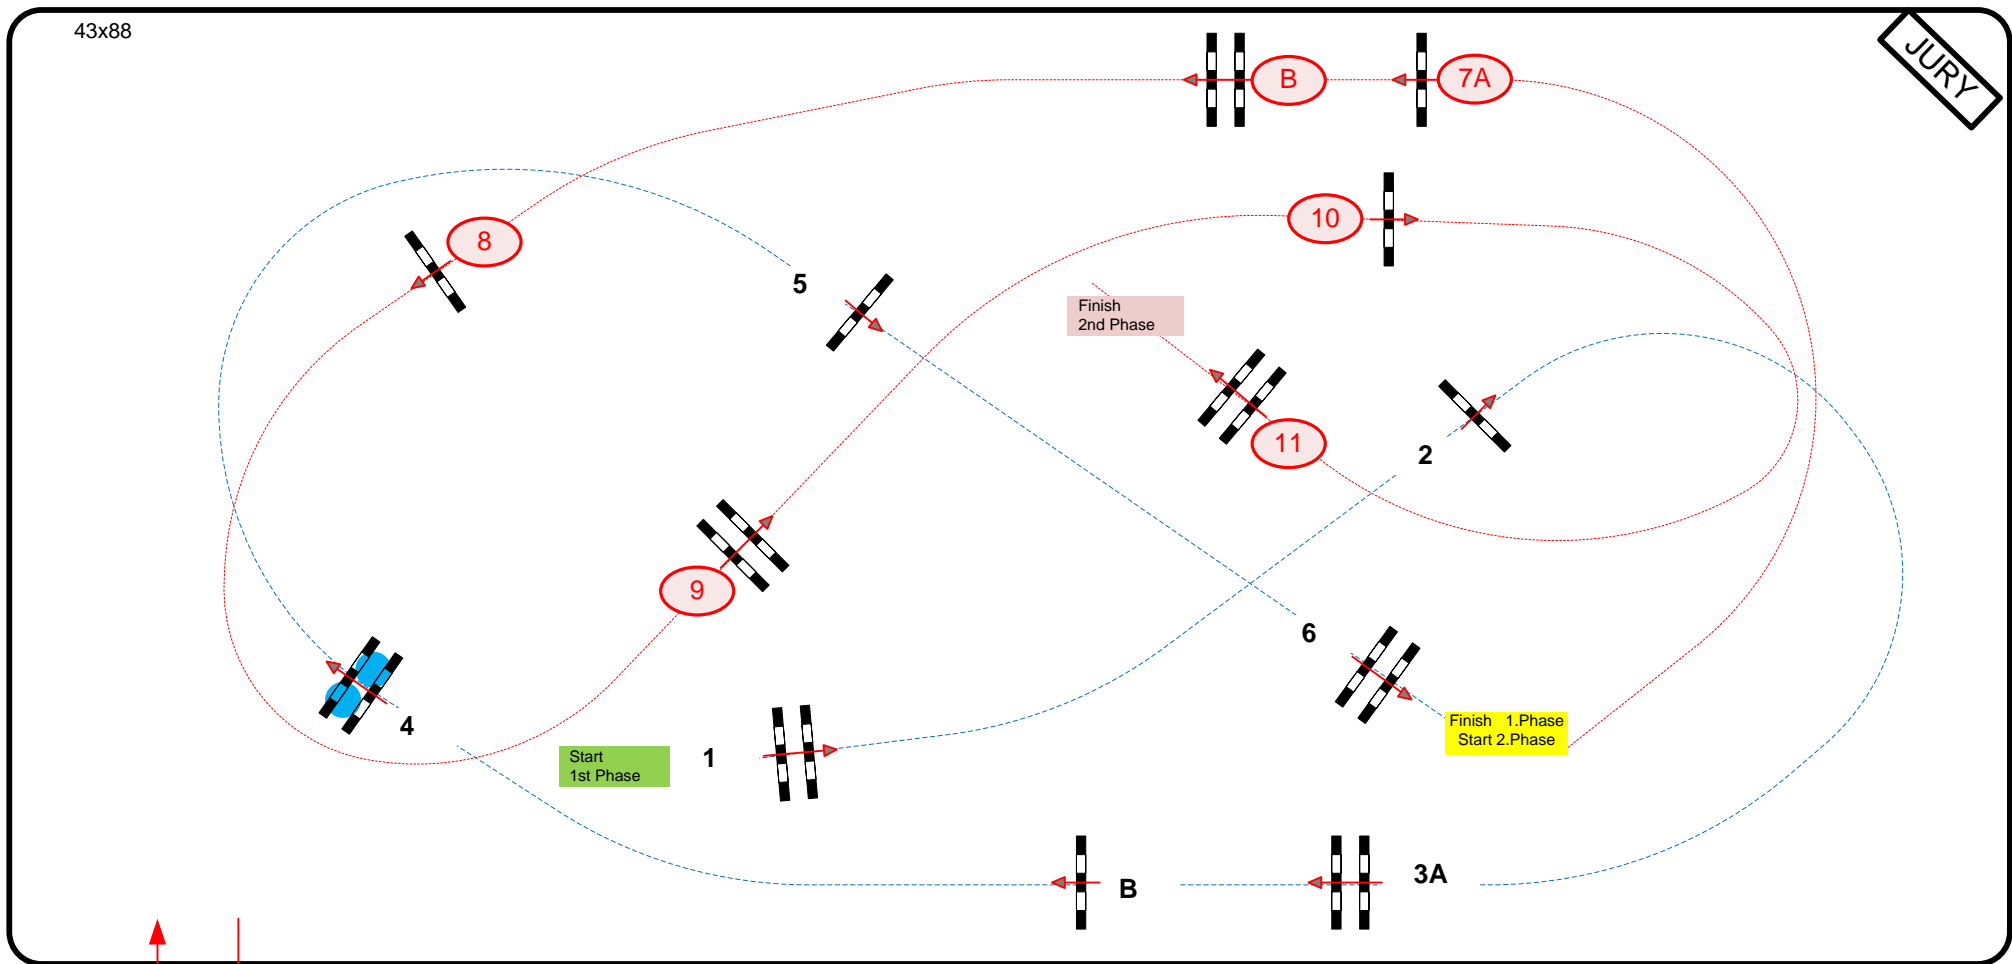 43x88
JURY
B
7A
10
8
5
Finish
2nd Phase
11
2
9
6
4
1
Start
1st Phase
Finish 1.Phase
Start 2.Phase
B
3A